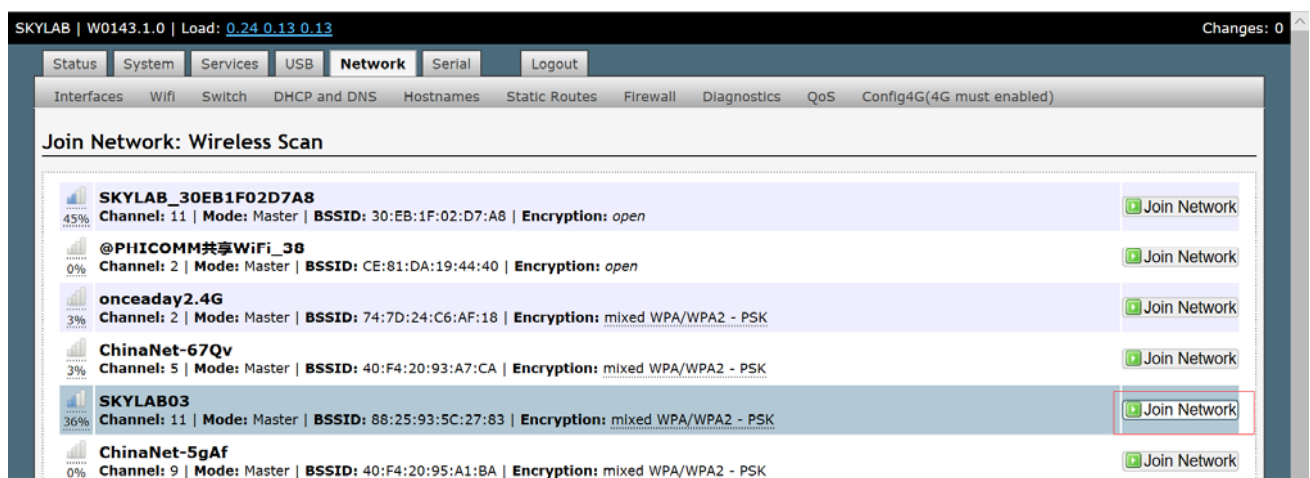 SKYLAB | W0143.1.0 | Load: 0.24 0.13 0.13 Changes: 0
Status System Services USB Network Serial Logout
Interfaces Wifi Switch DHCP and DNS Hostnames Static Routes Firewall Diagnostics QoS Config4G(4G must enabled)
Join Network: Wireless Scan
SKYLAB_30EB1F02D7A8
45% Channel: 11 | Mode: Master | BSSID: 30:EB:1F:02:D7:A8 | Encryption: open
Join Network
@PHICOMM共享WiFi_38
0% Channel: 2 | Mode: Master | BSSID: CE:81:DA:19:44:40 | Encryption: open
Join Network
onceaday2.4G
3% Channel: 2 | Mode: Master | BSSID: 74:7D:24:C6:AF:18 | Encryption: mixed WPA/WPA2 - PSK
Join Network
ChinaNet-67Qv
3% Channel: 5 | Mode: Master | BSSID: 40:F4:20:93:A7:CA | Encryption: mixed WPA/WPA2 - PSK
Join Network
SKYLAB03
36% Channel: 11 | Mode: Master | BSSID: 88:25:93:5C:27:83 | Encryption: mixed WPA/WPA2 - PSK
Join Network
ChinaNet-5gAf
0% Channel: 9 | Mode: Master | BSSID: 40:F4:20:95:A1:BA | Encryption: mixed WPA/WPA2 - PSK
Join Network